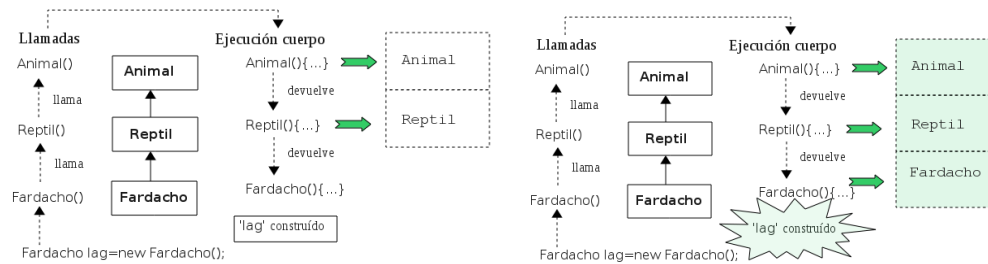 Llamadas
Ejecución cuerpo
Animal()
Animal
Animal(){...}
Animal
llama
devuelve
Reptil()
Reptil
Reptil(){...}
Reptil
llama
devuelve
Fardacho()
Fardacho
Fardacho(){...}
'lag' construído
Fardacho lag=new Fardacho();
Llamadas
Ejecución cuerpo
Animal()
Animal
Animal(){...}
Animal
llama
devuelve
Reptil()
Reptil
Reptil(){...}
Reptil
llama
devuelve
Fardacho()
Fardacho
Fardacho(){...}
Fardacho
'lag' construído
Fardacho lag=new Fardacho();